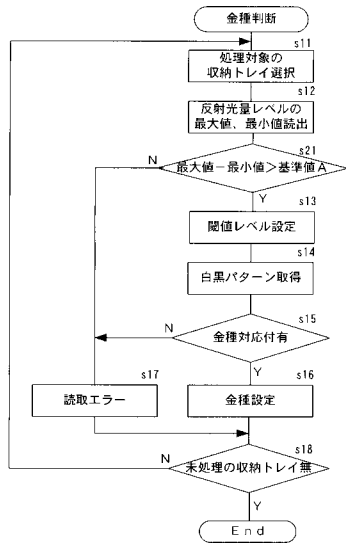 金種判断
s11
処理対象の
収納トレイ選択
s12
反射光量レベルの
最大値、最小値読出
s21
N
最大値－最小値＞基準値A
Y
s13
閾値レベル設定
s14
白黒パターン取得
s15
N
金種対応付有
Y
s17
s16
読取エラー
金種設定
s18
N
未処理の収納トレイ無
Y
End